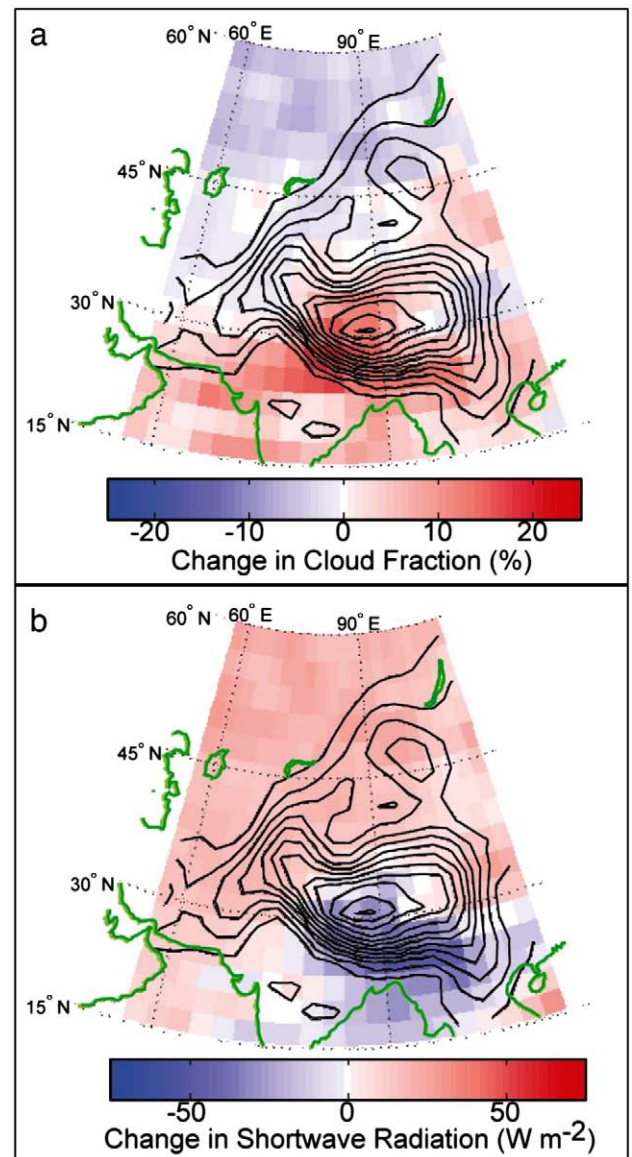 a
60° N 60° E 90° E
45° N
30° N
15° N
-20 -10 0 10 20
Change in Cloud Fraction (%)
b
60° N 60° E 90° E
45° N
30° N
15° N
-50 0 50
Change in Shortwave Radiation (W m-2)